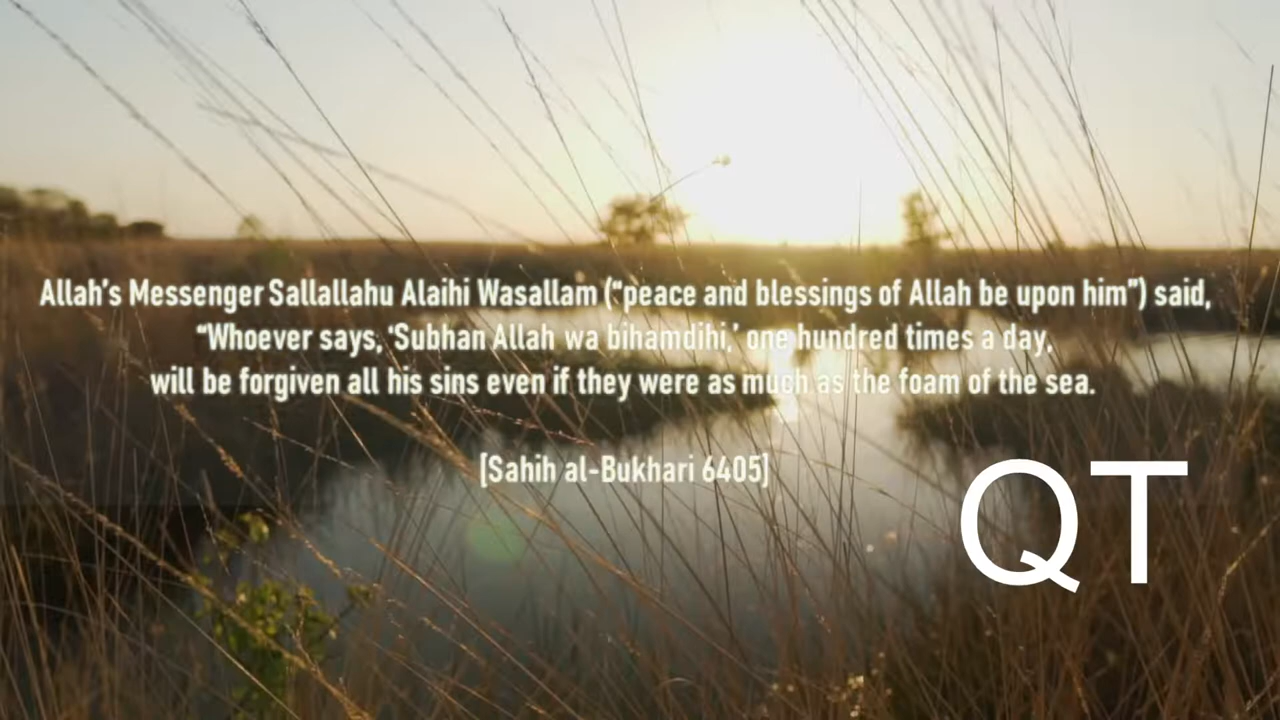 Allah's Messenger Sallallahu Alaihi Wasallam ("peace and blessings of Allah be upon him") said,
"Whoever says, 'Subhan Allah wa bihamdihi,' one hundred times a day,
will be forgiven all his sins even if they were as much as the foam of the sea.
[Sahih al-Bukhari 6405]
QT